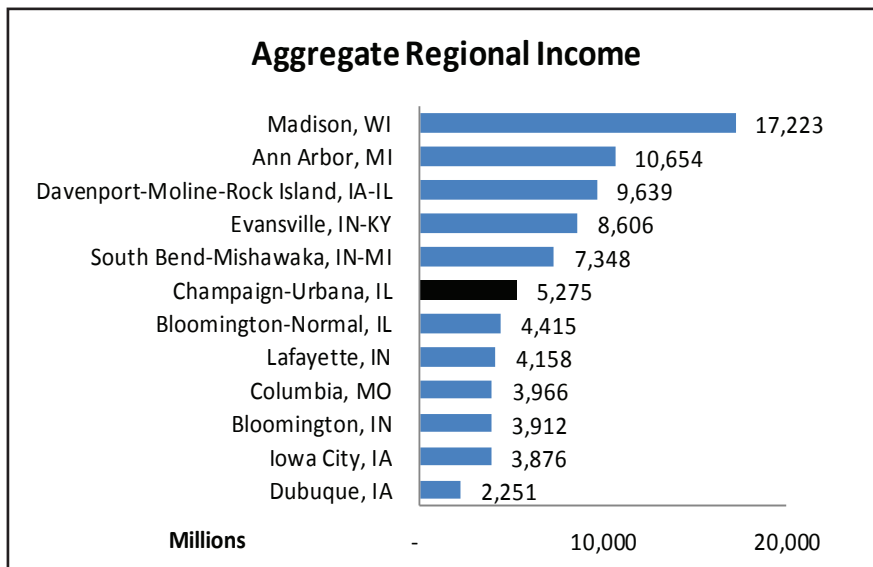 Aggregate Regional Income
Madison, WI 17,223
Ann Arbor, MI 10,654
Davenport-Moline-Rock Island, IA-IL 9,639
Evansville, IN-KY 8,606
South Bend-Mishawaka, IN-MI 7,348
Champaign-Urbana, IL 5,275
Bloomington-Normal, IL 4,415
Lafayette, IN 4,158
Columbia, MO 3,966
Bloomington, IN 3,912
Iowa City, IA 3,876
Dubuque, IA 2,251
Millions - 10,000 20,000